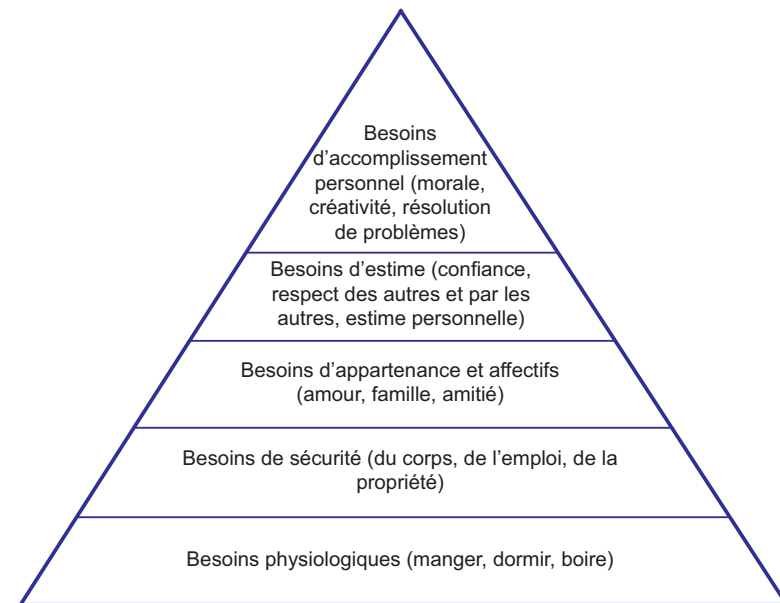 Besoins
d’accomplissement
personnel (morale,
créativité, résolution
de problèmes)
Besoins d’estime (confiance,
respect des autres et par les
autres, estime personnelle)
Besoins d’appartenance et affectifs
(amour, famille, amitié)
Besoins de sécurité (du corps, de l’emploi, de la
propriété)
Besoins physiologiques (manger, dormir, boire)